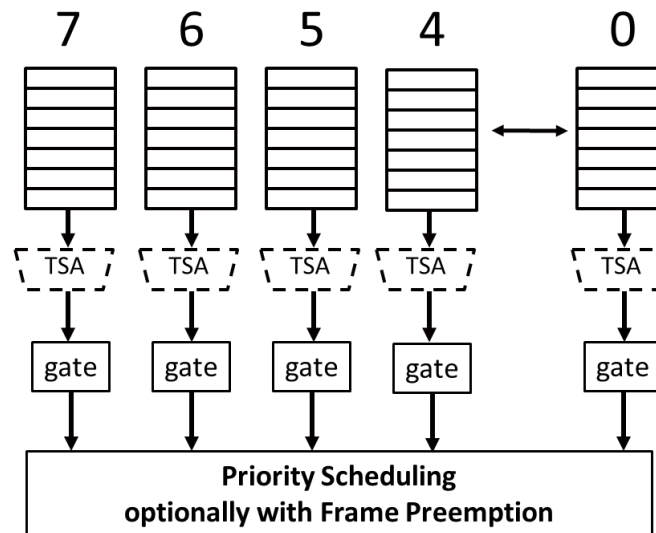 7 6 5 4 0
TSA TSA TSA TSA TSA
gate gate gate gate gate
Priority Scheduling
optionally with Frame Preemption